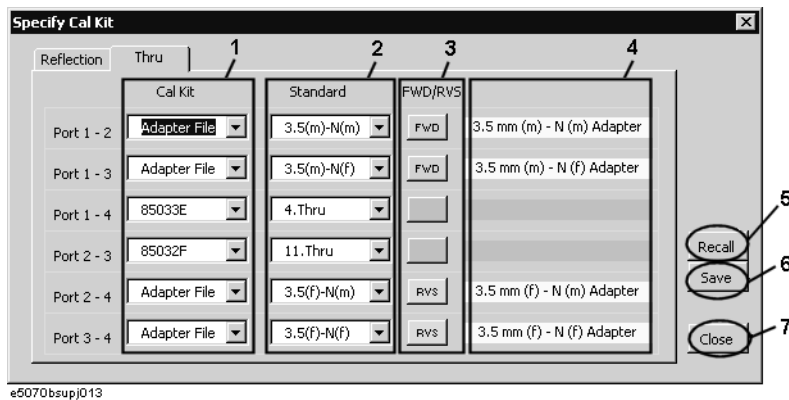 Specify Cal Kit
Reflection Thru 1 2 3 4
Cal Kit Standard FWD/RVS
Port 1 - 2 Adapter File 3.5(m)-N(m) FWD 3.5 mm (m) - N (m) Adapter
Port 1 - 3 Adapter File 3.5(m)-N(f) FWD 3.5 mm (m) - N (f) Adapter
Port 1 - 4 85033E 4.Thru
5
Port 2 - 3 85032F 11.Thru Recall
6
Save
Port 2 - 4 Adapter File 3.5(f)-N(m) RVS 3.5 mm (f) - N (m) Adapter
7
Port 3 - 4 Adapter File 3.5(f)-N(f) RVS 3.5 mm (f) - N (f) Adapter Close
e5070bsupj013